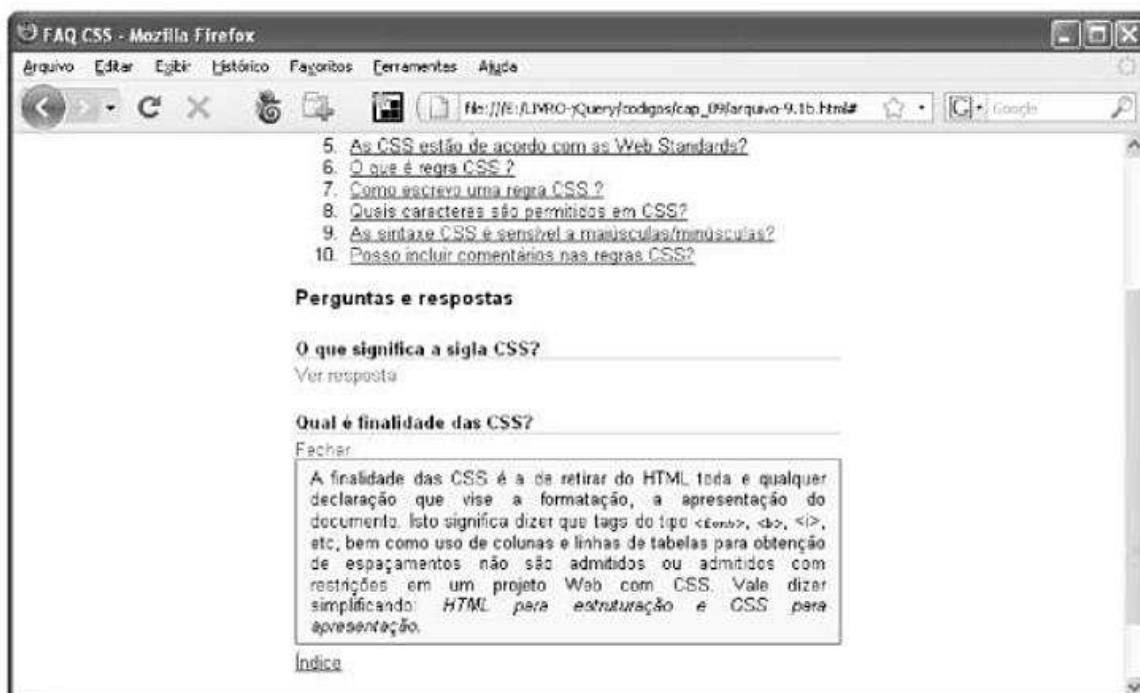 FAQ CSS - Mozilla Firefox
Arquivo Editar Exibir Histórico Favoritos Ferramentas Ajuda
file:///E:/LIVRO-jQuery/codigos/cap_09/arquivo-9.1b.html# Google
5. As CSS estão de acordo com as Web Standards?
6. O que é regra CSS ?
7. Como escrevo uma regra CSS ?
8. Quais caracteres são permitidos em CSS?
9. As sintaxe CSS é sensível a maiúsculas/minúsculas?
10. Posso incluir comentários nas regras CSS?
Perguntas e respostas
O que significa a sigla CSS?
Ver resposta
Qual é finalidade das CSS?
Fechar
A finalidade das CSS é a de retirar do HTML toda e qualquer
declaração que vise a formatação, a apresentação do
documento. Isto significa dizer que tags do tipo <font>, <b>, <i>,
etc, bem como uso de colunas e linhas de tabelas para obtenção
de espaçamentos não são admitidos ou admitidos com
restrições em um projeto Web com CSS. Vale dizer
simplificando: HTML para estruturação e CSS para
apresentação.
Índice